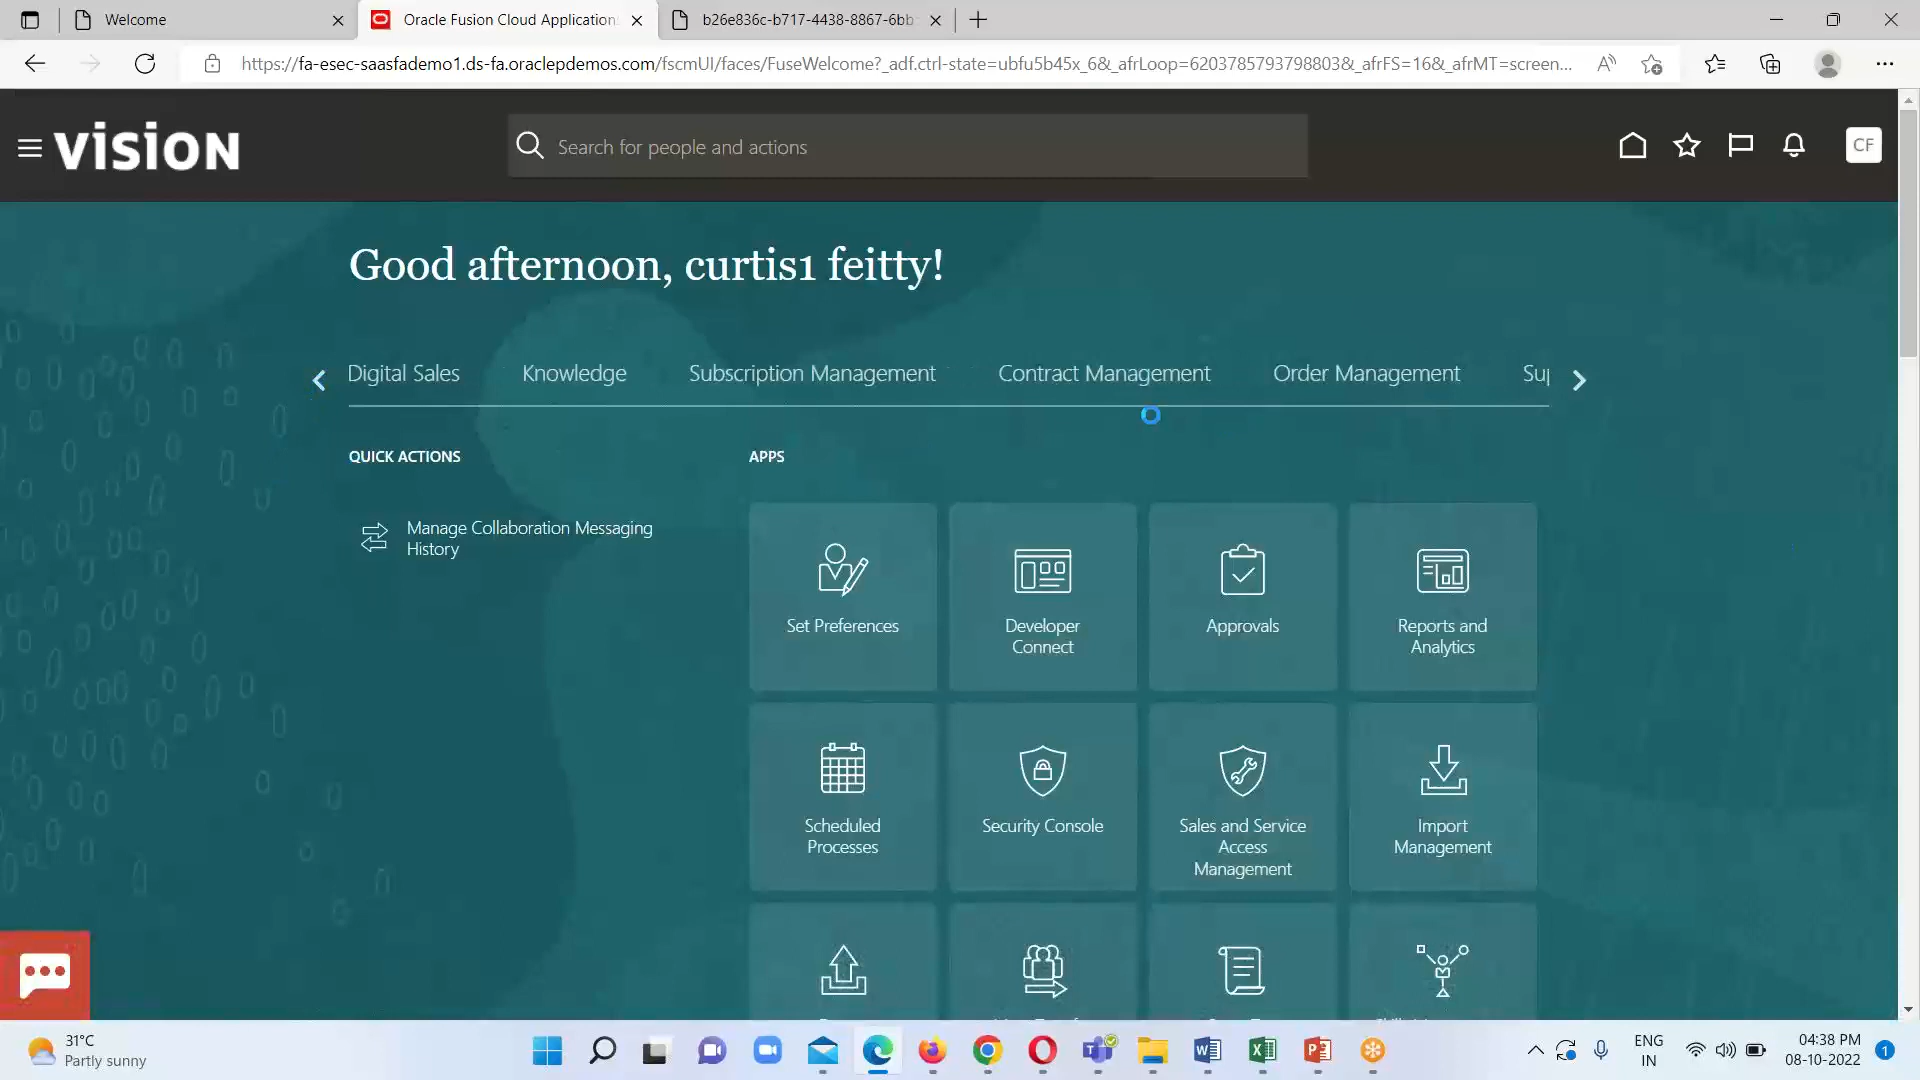 Welcome
Oracle Fusion Cloud Application
b26e836c-b717-4438-8867-6bb
https://fa-esec-saasfademo1.ds-fa.oraclepdemos.com/fscmUI/faces/FuseWelcome?_adf.ctrl-state=ubfu5b45x_6&_afrLoop=6203785793798803&_afrFS=16&_afrMT=screen...
vision
Search for people and actions
CF
Good afternoon, curtis1 feitty!
Digital Sales
Knowledge
Subscription Management
Contract Management
Order Management
QUICK ACTIONS
APPS
Manage Collaboration Messaging
History
Set Preferences
Developer
Connect
Approvals
Reports and
Analytics
Scheduled
Processes
Security Console
Sales and Service
Access
Management
Import
Management
31°C
Partly sunny
ENG
IN
04:38 PM
08-10-2022
1